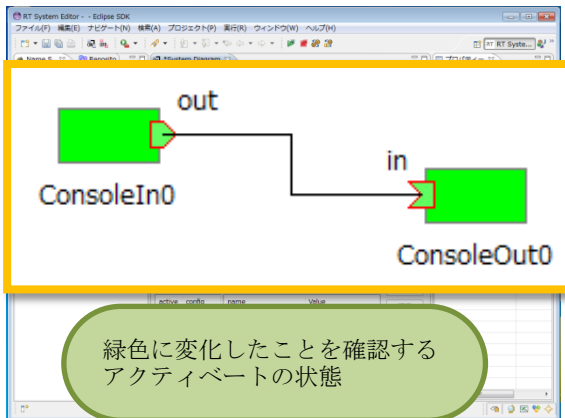 RT System Editor - - Eclipse SDK
ファイル(F) 編集(E) ナビゲート(N) 検索(A) プロジェクト(P) 実行(R) ウィンドウ(W) ヘルプ(H)
RT Syste...
out
in
ConsoleIn0
ConsoleOut0
active config name Value
緑色に変化したことを確認する
アクティベートの状態